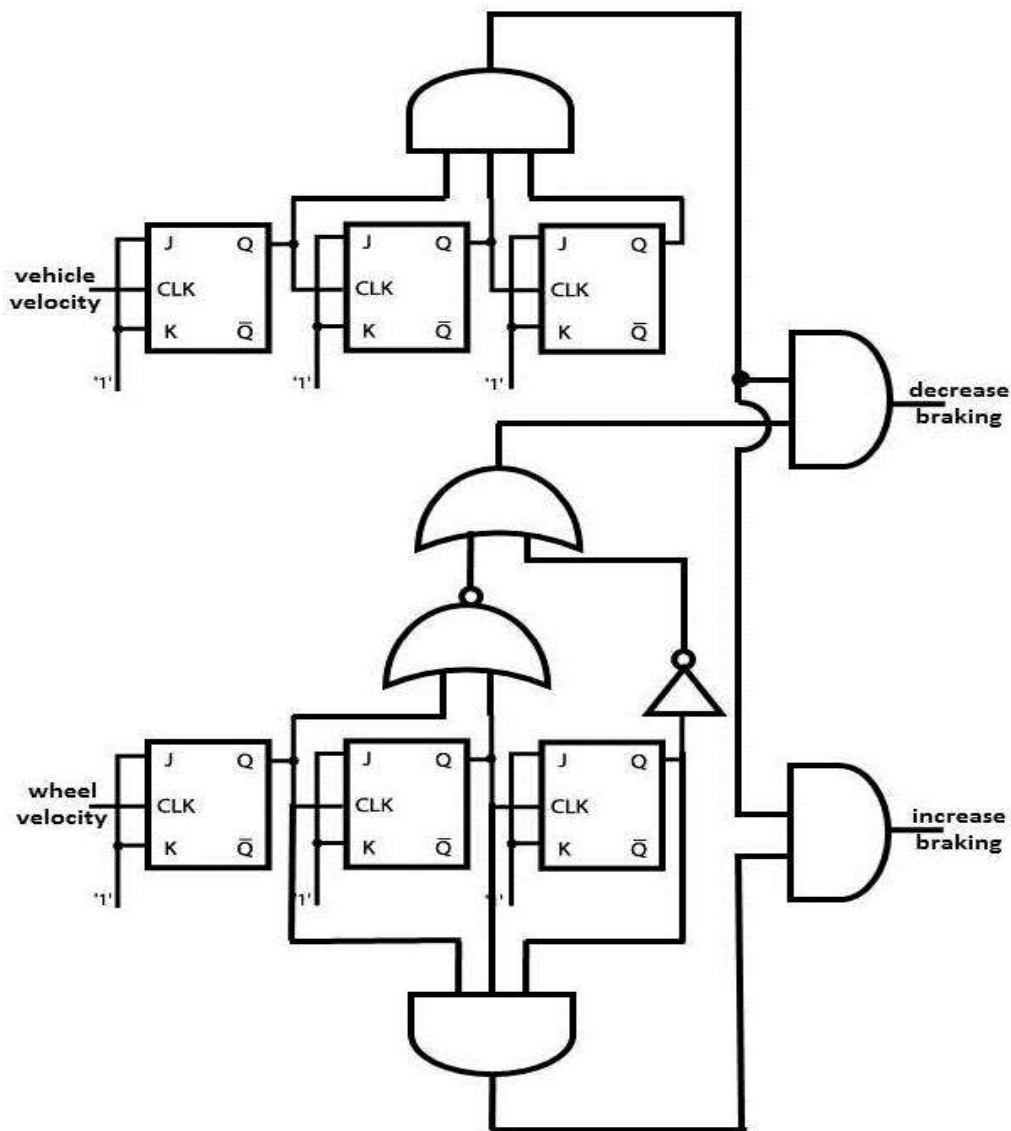 J Q J Q J Q
vehicle
velocity
CLK CLK CLK
K Q̅ K Q̅ K Q̅
'1' '1' '1'
decrease
braking
J Q J Q J Q
wheel
velocity
CLK CLK CLK
K Q̅ K Q̅ K Q̅
'1' '1'
increase
braking